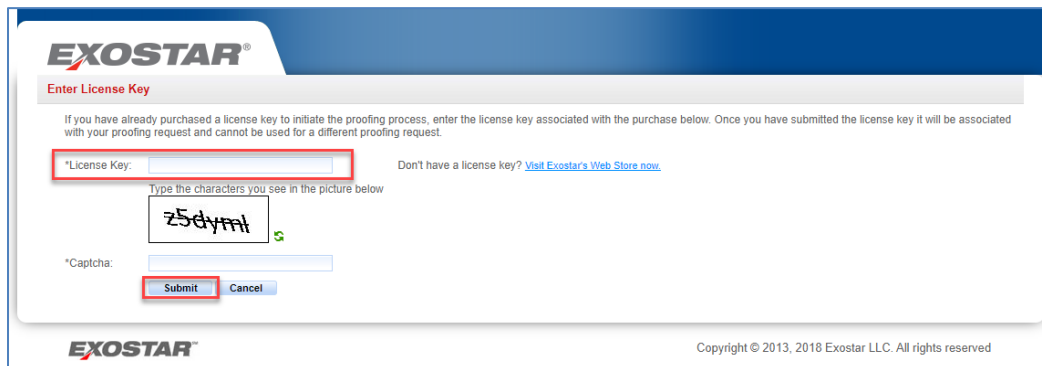 EXOSTAR®
Enter License Key
If you have already purchased a license key to initiate the proofing process, enter the license key associated with the purchase below. Once you have submitted the license key it will be associated
with your proofing request and cannot be used for a different proofing request.
*License Key: Don't have a license key? Visit Exostar's Web Store now.
Type the characters you see in the picture below
z5dyml
*Captcha:
Submit Cancel
EXOSTAR™ Copyright © 2013, 2018 Exostar LLC. All rights reserved